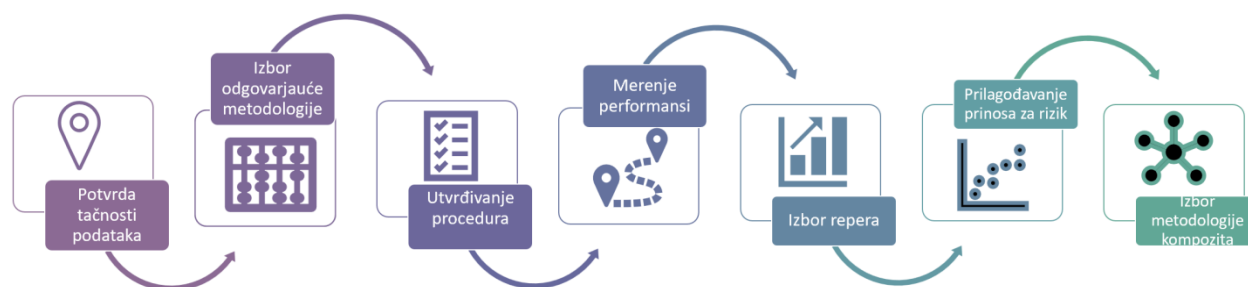 Potvrda
tačnosti
podataka
Izbor
odgovarjauće
metodologije
Utvrđivanje
procedura
Merenje
performansi
Izbor repera
Prilagođavanje
prinosa za rizik
Izbor
metodologije
kompozita